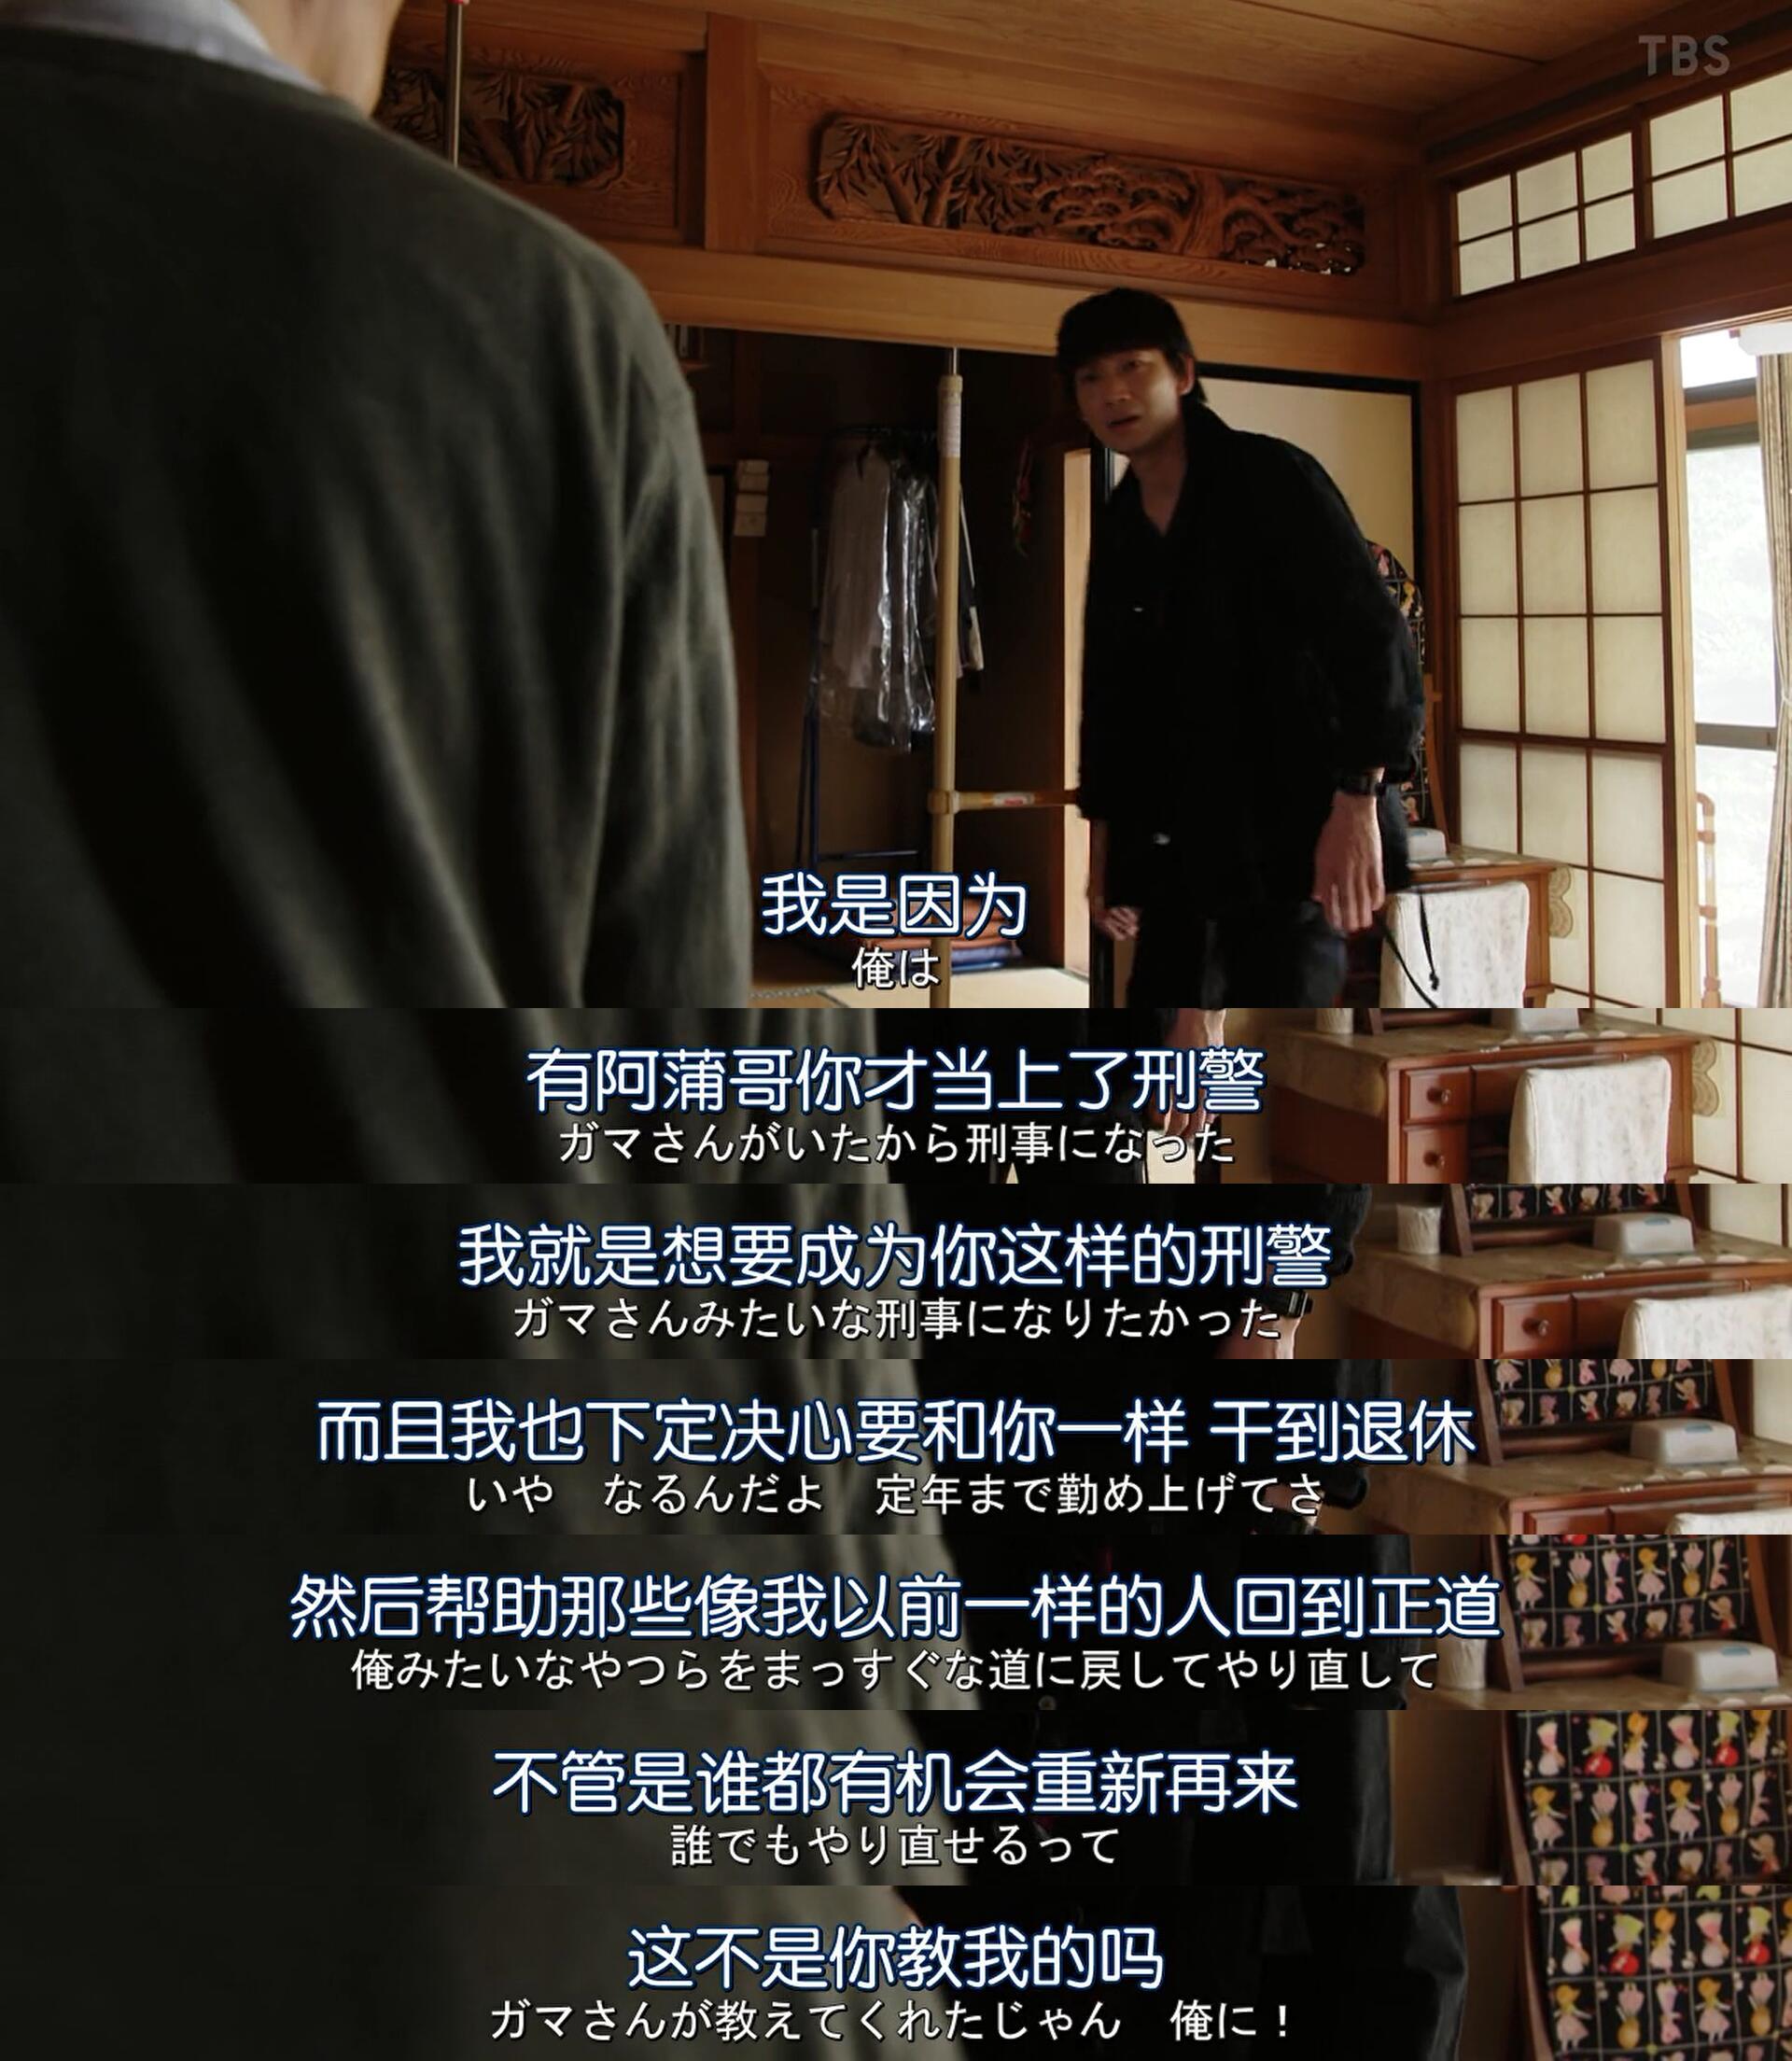 TBS
我是因为
俺は
有阿蒲哥你才当上了刑警
ガマさんがいたから刑事になった
我就是想要成为你这样的刑警
ガマさんみたいな刑事になりたかった
而且我也下定决心要和你一样 干到退休
いや　なるんだよ　定年まで勤め上げてさ
然后帮助那些像我以前一样的人回到正道
俺みたいなやつらをまっすぐな道に戻してやり直して
不管是谁都有机会重新再来
誰でもやり直せるって
这不是你教我的吗
ガマさんが教えてくれたじゃん　俺に！